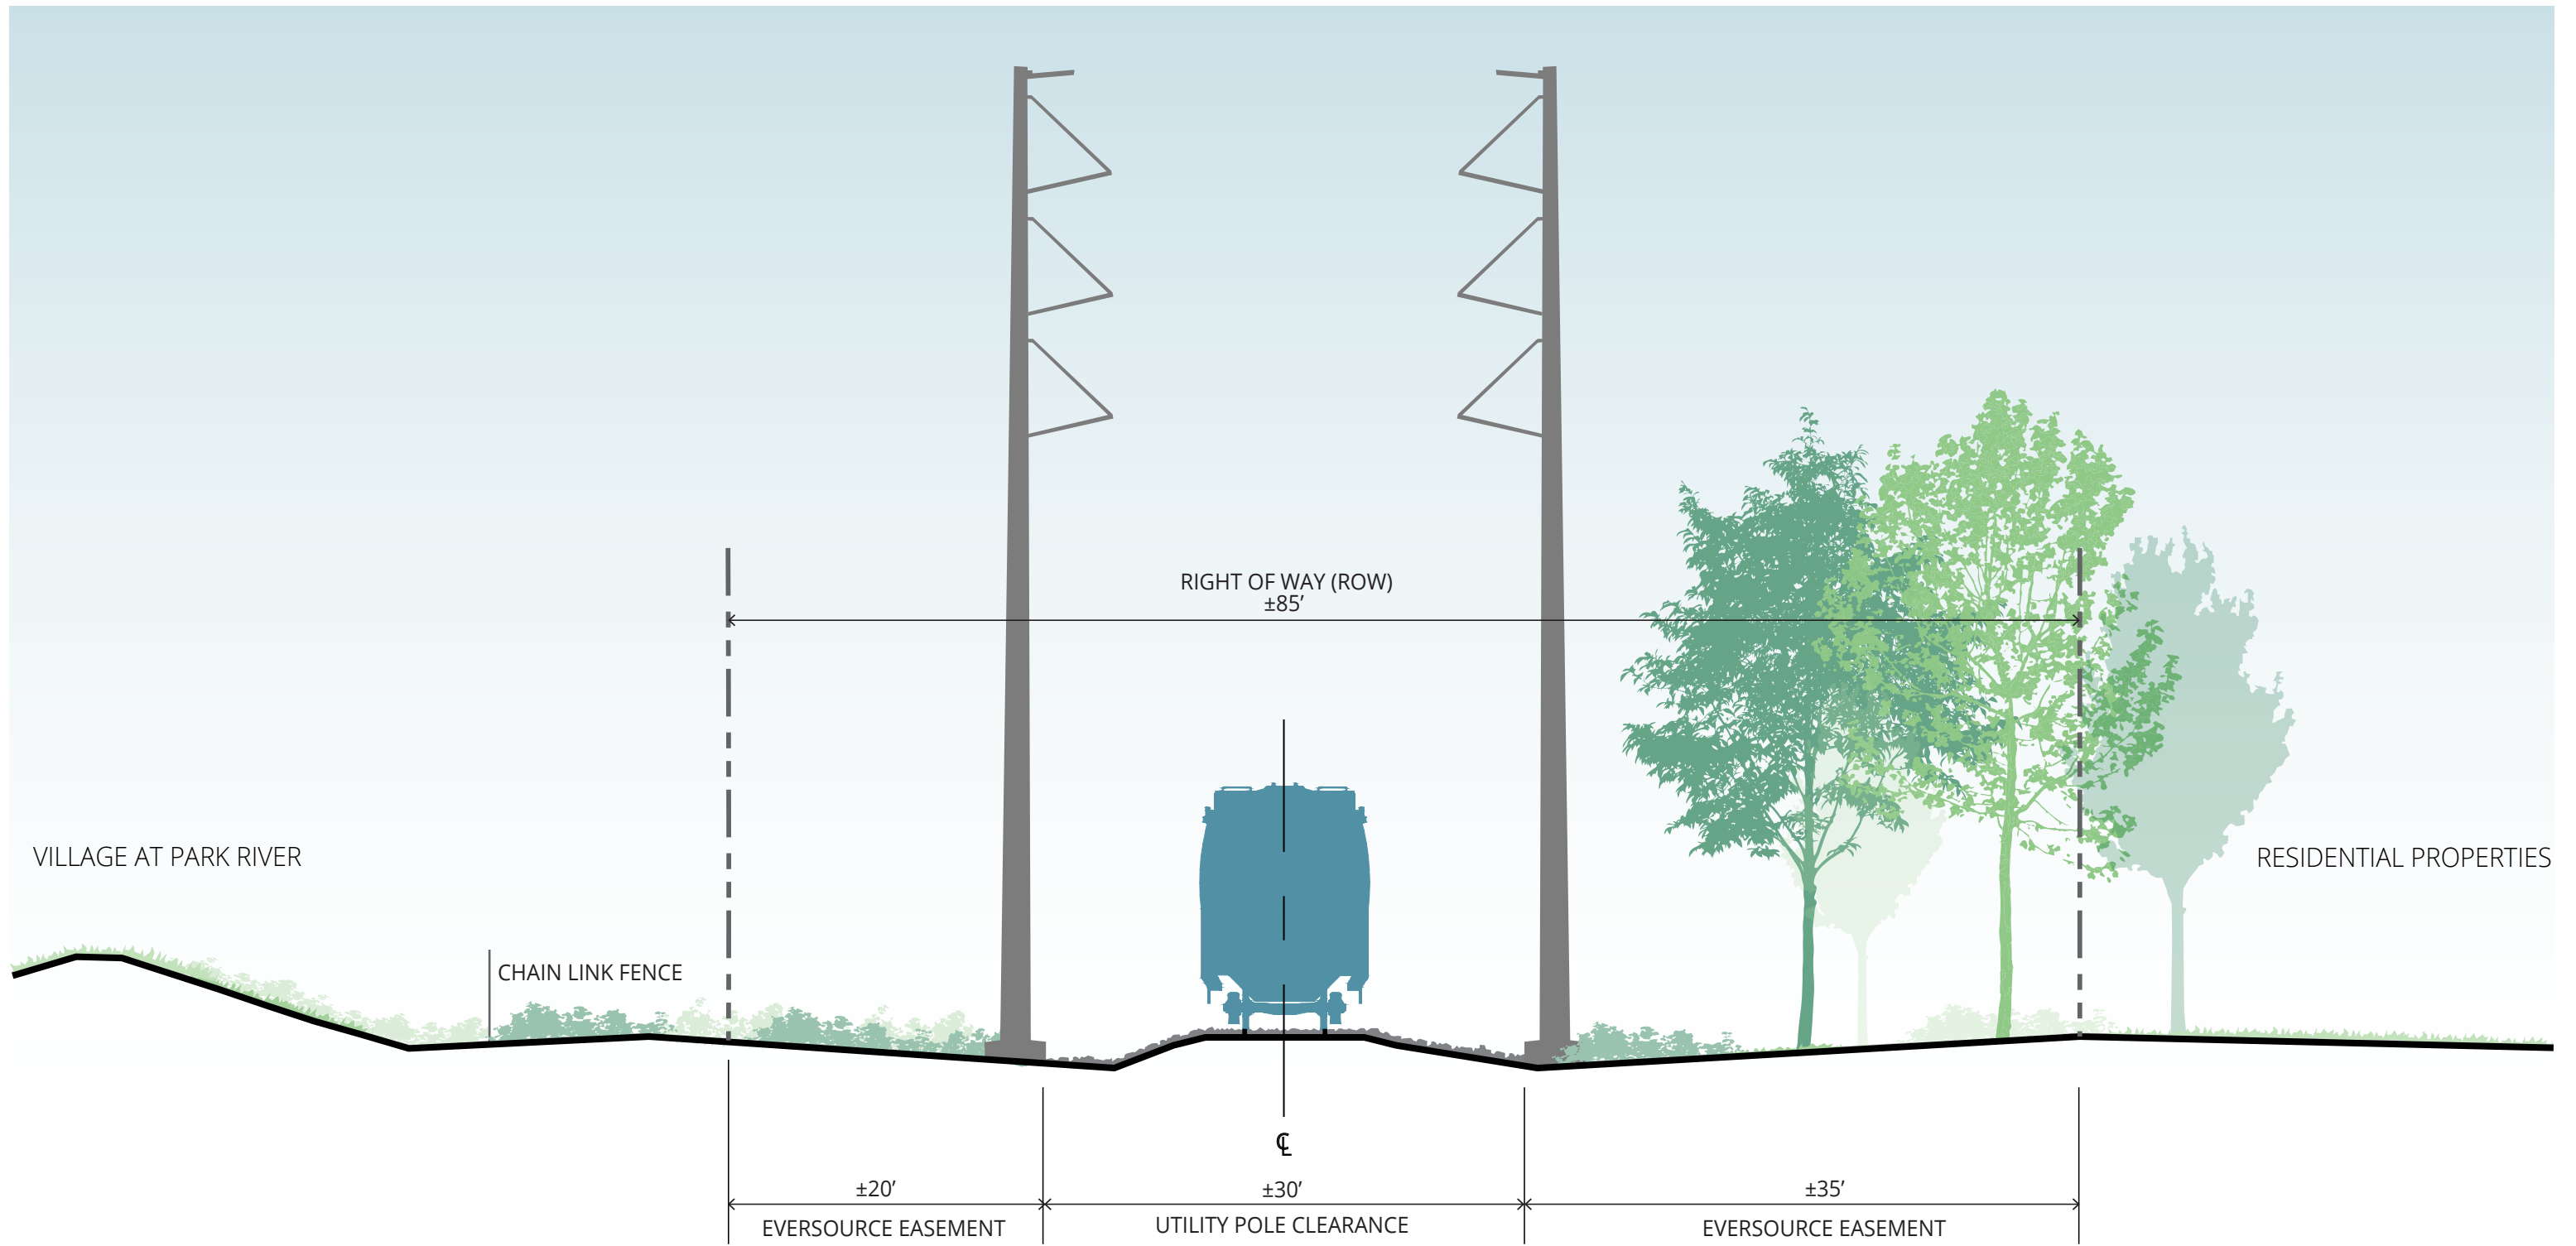 RIGHT OF WAY (ROW)
±85’
VILLAGE AT PARK RIVER
RESIDENTIAL PROPERTIES
CHAIN LINK FENCE
℄
±20’
±30’
±35’
EVERSOURCE EASEMENT
UTILITY POLE CLEARANCE
EVERSOURCE EASEMENT